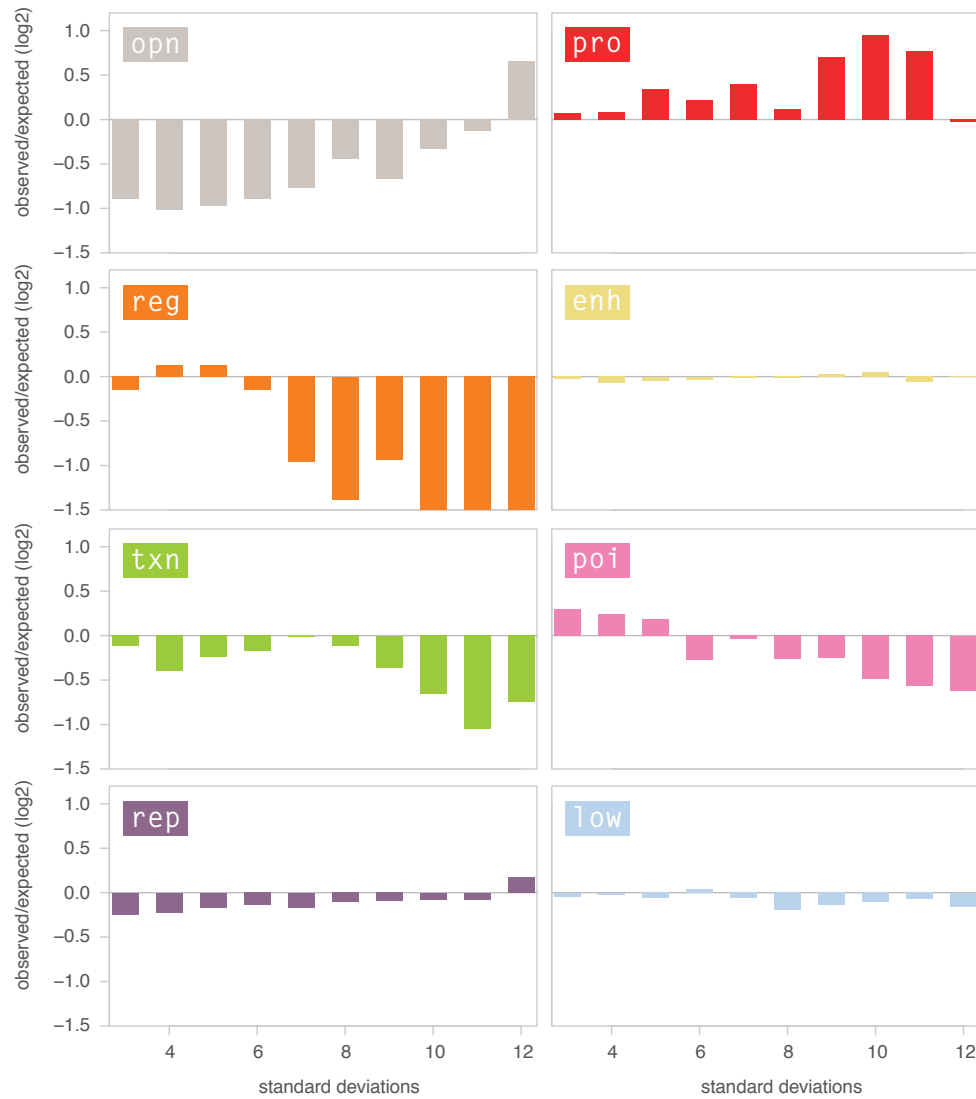 observed/expected (log2)
1.0
0.5
0.0
−0.5
−1.0
−1.5
opn
pro
observed/expected (log2)
1.0
0.5
0.0
−0.5
−1.0
−1.5
reg
enh
observed/expected (log2)
1.0
0.5
0.0
−0.5
−1.0
−1.5
txn
poi
observed/expected (log2)
1.0
0.5
0.0
−0.5
−1.0
−1.5
rep
low
4 6 8 10 12
4 6 8 10 12
standard deviations
standard deviations